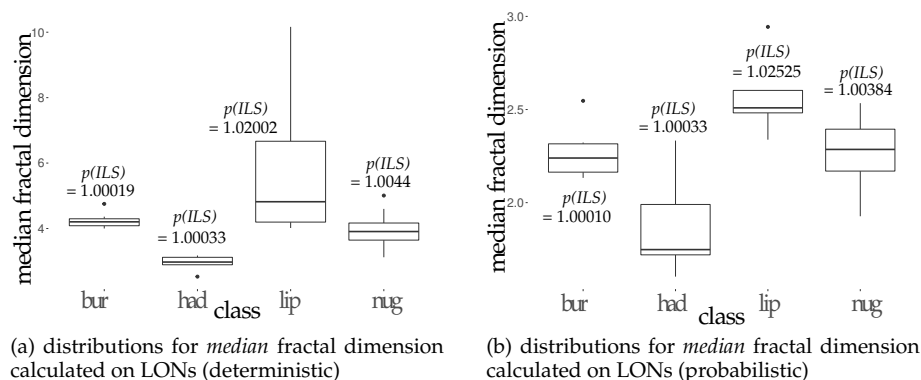 median fractal dimension
10
8
6
4
p(ILS)
= 1.00019
p(ILS)
= 1.00033
p(ILS)
= 1.02002
p(ILS)
= 1.0044
bur
had
lip
nug
class
(a) distributions for median fractal dimension
calculated on LONs (deterministic)
median fractal dimension
3.0
2.5
2.0
p(ILS)
= 1.00010
p(ILS)
= 1.00033
p(ILS)
= 1.02525
p(ILS)
= 1.00384
bur
had
lip
nug
class
(b) distributions for median fractal dimension
calculated on LONs (probabilistic)